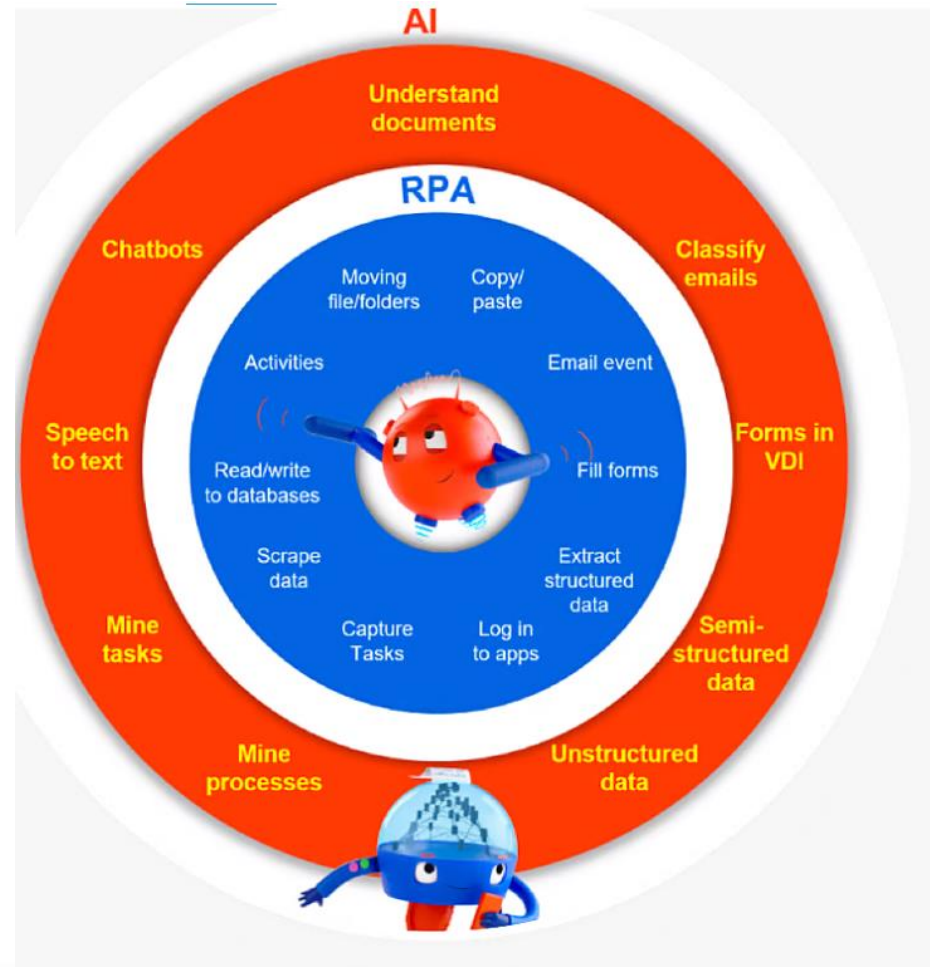 AI
Understand
documents
Chatbots
Classify
emails
Speech
to text
Forms in
VDI
Mine
tasks
Semi-
structured
data
Mine
processes
Unstructured
data
RPA
Moving
file/folders
Copy/
paste
Activities
Email event
Read/write
to databases
Fill forms
Scrape
data
Extract
structured
data
Capture
Tasks
Log in
to apps